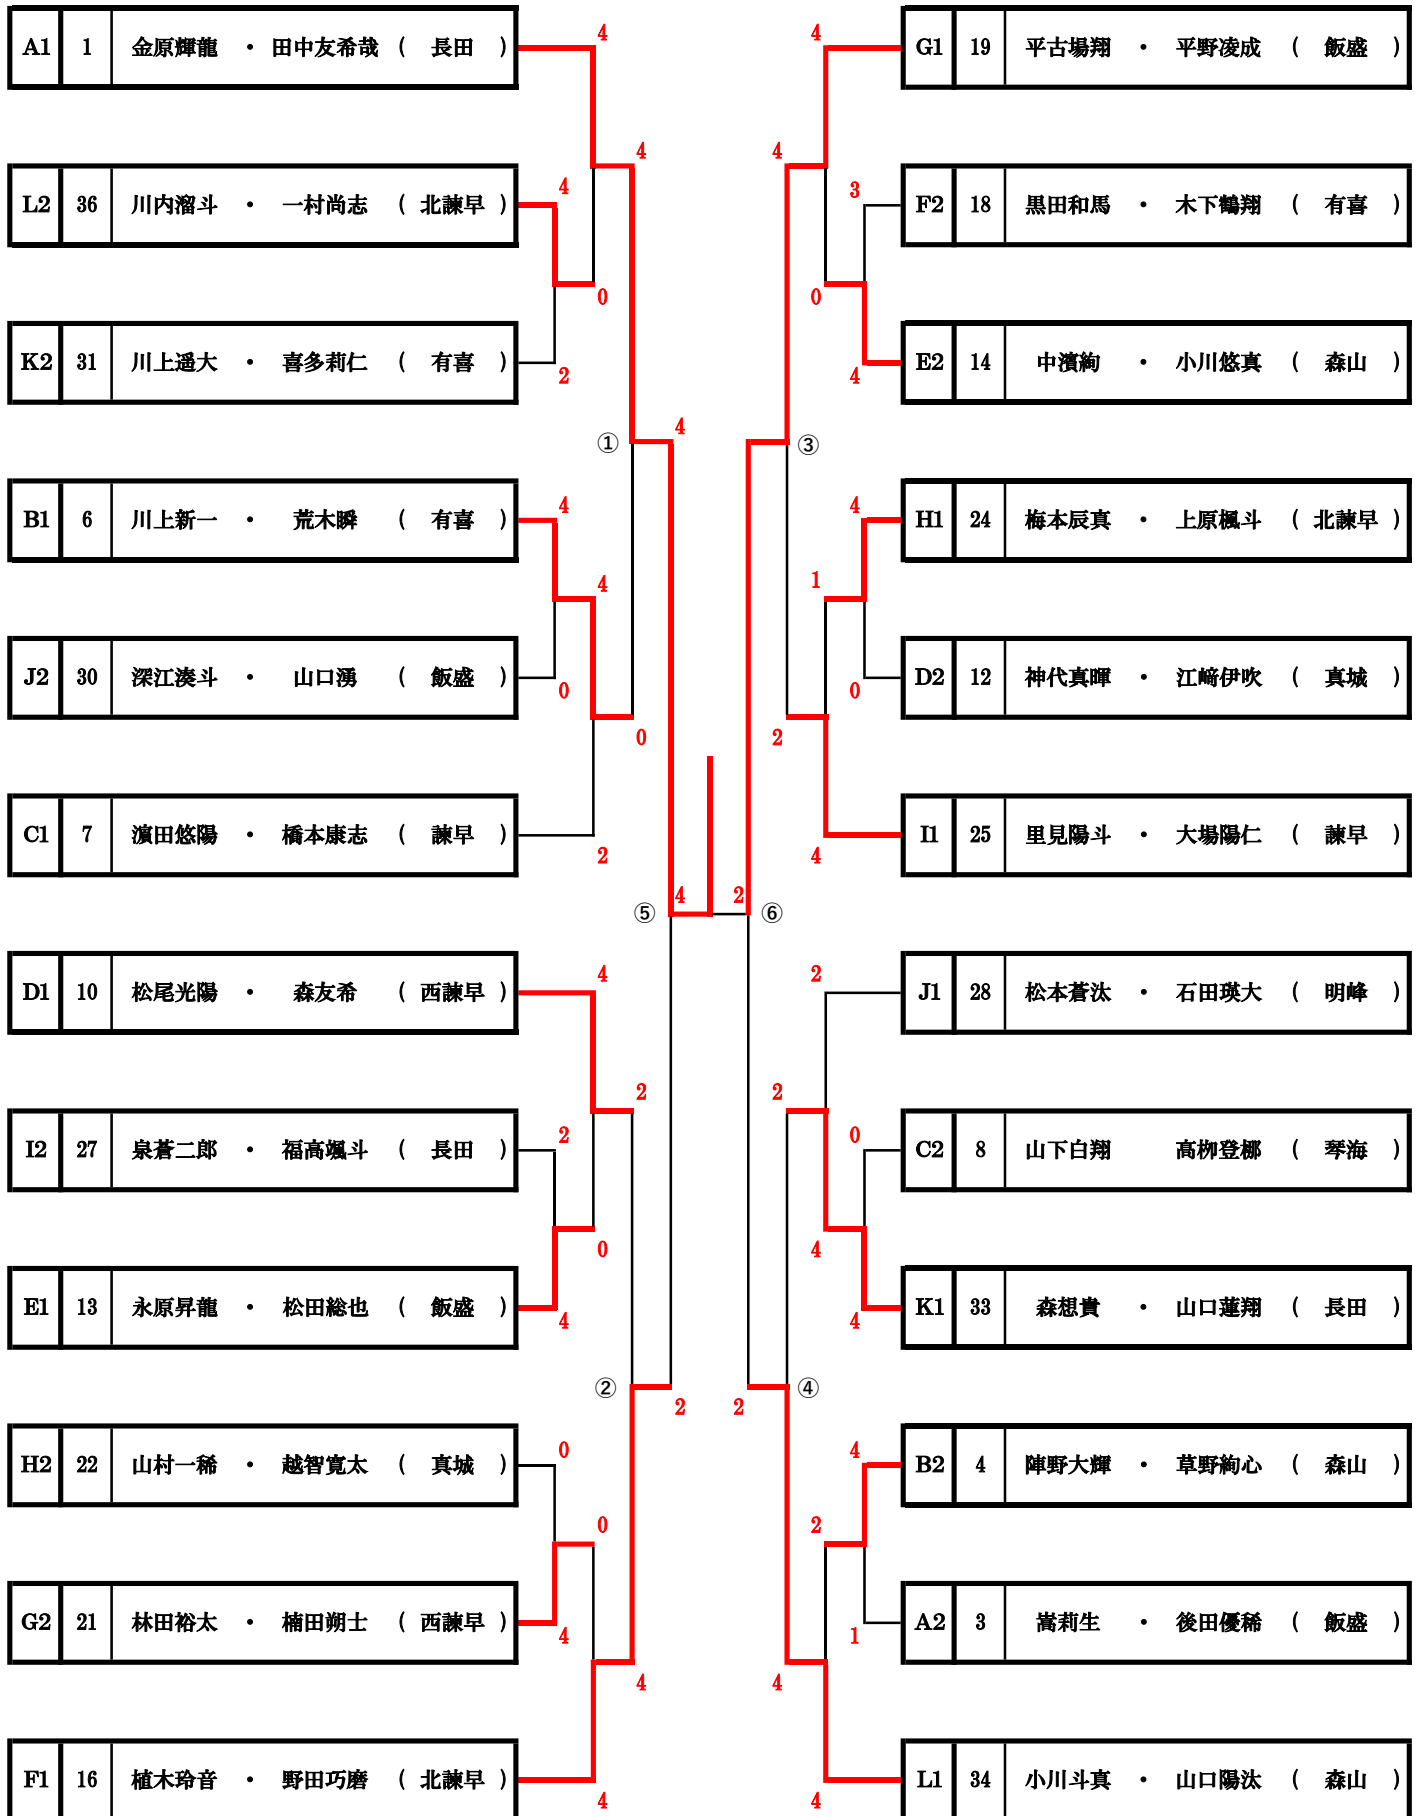 A1 1 金原輝龍 ・ 田中友希哉 ( 長田 )
4
4
L2 36 川内溜斗 ・ 一村尚志 ( 北諫早 )
4
0
K2 31 川上遥大 ・ 喜多莉仁 ( 有喜 )
2
①
4
B1 6 川上新一 ・ 荒木瞬 ( 有喜 )
4
4
J2 30 深江湊斗 ・ 山口湧 ( 飯盛 )
0
0
C1 7 濵田悠陽 ・ 橋本康志 ( 諫早 )
2
⑤
4
D1 10 松尾光陽 ・ 森友希 ( 西諫早 )
4
2
I2 27 泉蒼二郎 ・ 福高颯斗 ( 長田 )
2
0
E1 13 永原昇龍 ・ 松田総也 ( 飯盛 )
4
②
2
H2 22 山村一稀 ・ 越智寛太 ( 真城 )
0
0
G2 21 林田裕太 ・ 楠田朔士 ( 西諫早 )
4
4
F1 16 植木玲音 ・ 野田巧磨 ( 北諫早 )
4
4
G1 19 平古場翔 ・ 平野凌成 ( 飯盛 )
4
3
F2 18 黒田和馬 ・ 木下鶴翔 ( 有喜 )
0
E2 14 中濱絢 ・ 小川悠真 ( 森山 )
4
③
4
H1 24 梅本辰真 ・ 上原楓斗 ( 北諫早 )
1
D2 12 神代真暉 ・ 江﨑伊吹 ( 真城 )
0
2
I1 25 里見陽斗 ・ 大場陽仁 ( 諫早 )
4
2
⑥
2
J1 28 松本蒼汰 ・ 石田瑛大 ( 明峰 )
2
0
C2 8 山下白翔 高栁登梛 ( 琴海 )
4
K1 33 森想貴 ・ 山口蓮翔 ( 長田 )
4
④
2
4
B2 4 陣野大輝 ・ 草野絢心 ( 森山 )
2
A2 3 嵩莉生 ・ 後田優稀 ( 飯盛 )
1
4
L1 34 小川斗真 ・ 山口陽汰 ( 森山 )
4